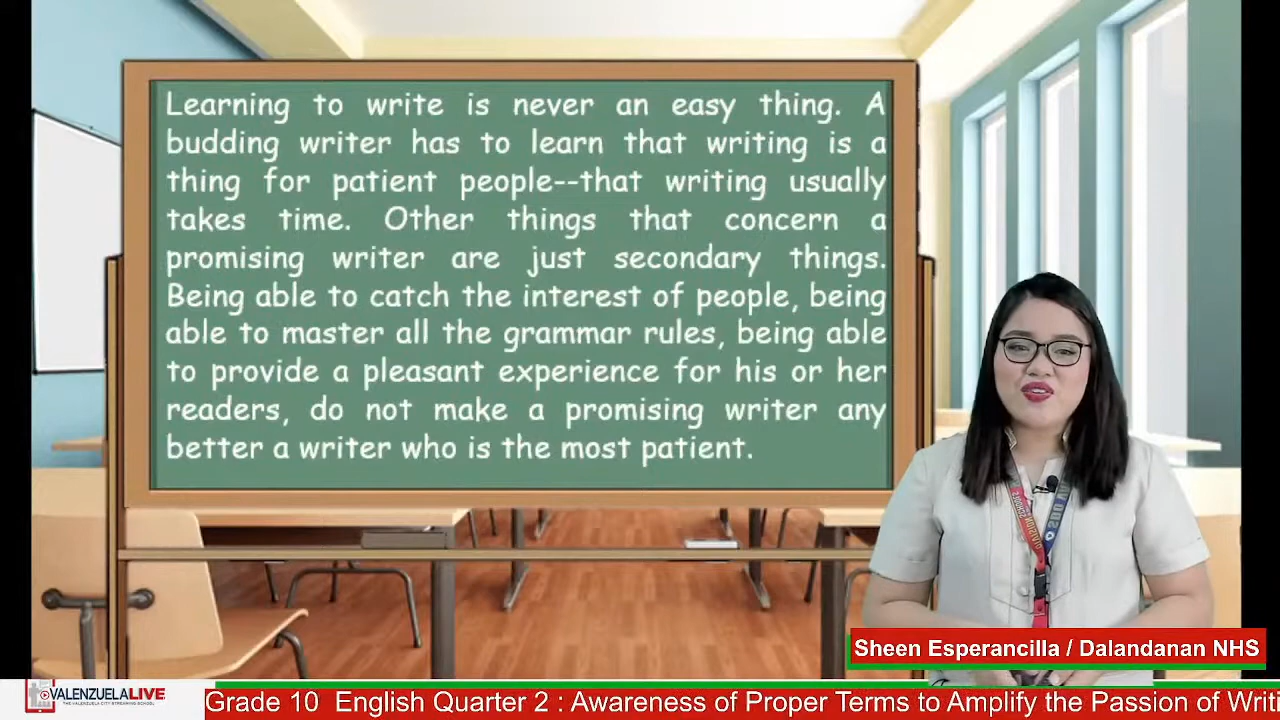 Learning to write is never an easy thing. A
budding writer has to learn that writing is a
thing for patient people--that writing usually
takes time. Other things that concern a
promising writer are just secondary things.
Being able to catch the interest of people, being
able to master all the grammar rules, being able
to provide a pleasant experience for his or her
readers, do not make a promising writer any
better a writer who is the most patient.
Sheen Esperancilla / Dalandanan NHS
VALENZUELALIVE
THE VALENZUELA CITY STREAMING SCHOOL
Grade 10 English Quarter 2 : Awareness of Proper Terms to Amplify the Passion of Writi